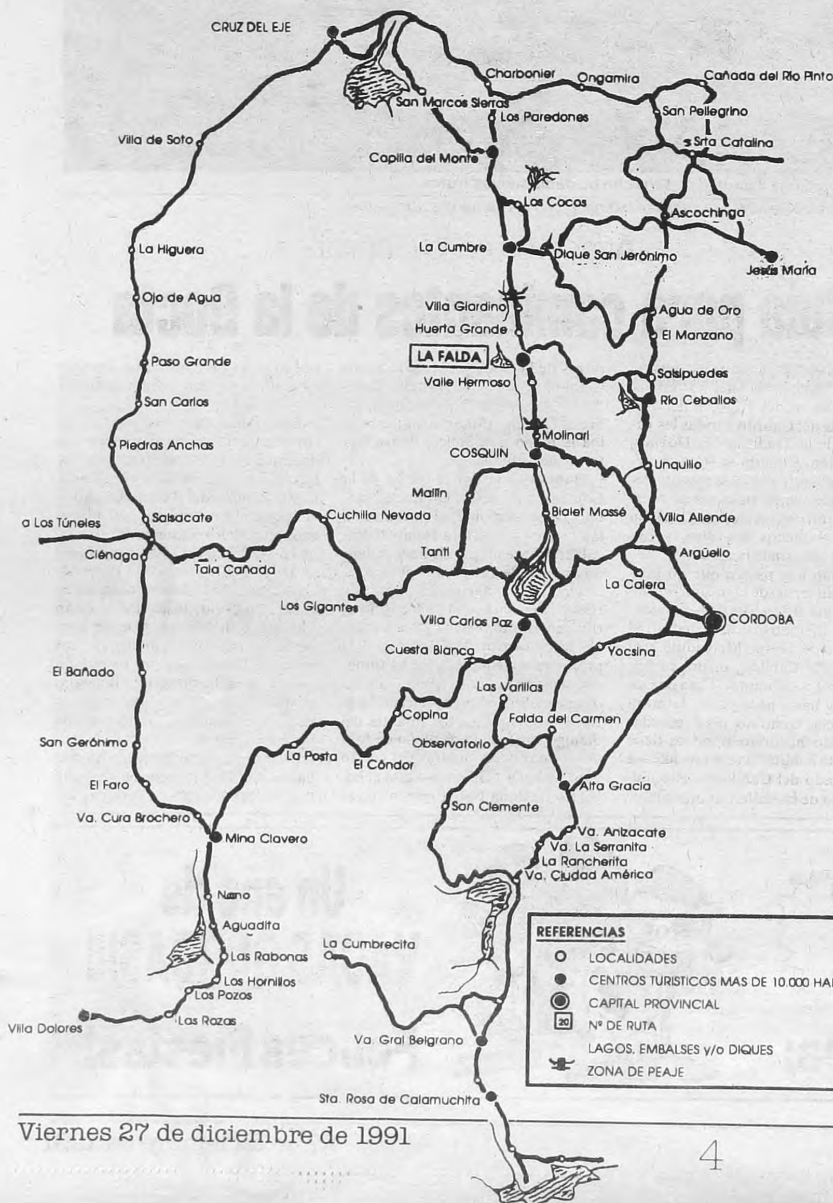 CRUZ DEL EJE
Charbonier
Ongamira
Cañada del Río Pinto
San Marcos Sierras
Los Paredones
San Pellegrino
Villa de Soto
Capilla del Monte
Srta Catalina
Los Cocos
Ascochinga
La Higuera
La Cumbre
Dique San Jerónimo
Jesús María
Ojo de Agua
Villa Giardino
Agua de Oro
Huerta Grande
El Manzano
LA FALDA
Paso Grande
Valle Hermoso
Salsipuedes
Río Ceballos
San Carlos
Molinari
Piedras Anchas
COSQUIN
Unquillo
Mallín
Salsacate
Cuchilla Nevada
Bialet Massé
Villa Allende
a Los Túneles
Ciénaga
Tala Cañada
Tanti
Argüello
La Calera
Los Gigantes
Villa Carlos Paz
CORDOBA
Cuesta Blanca
Yocsina
El Bañado
Las Varillas
Copina
Falda del Carmen
San Gerónimo
La Posta
El Cóndor
Observatorio
El Faro
Alta Gracia
San Clemente
Va. Cura Brochero
Va. Anizacate
Mina Clavero
Va. La Serranita
La Rancherita
Va. Ciudad América
Nono
Aguadita
La Cumbrecita
Las Rabonas
Los Hornillos
Los Pozos
Villa Dolores
Las Rozas
Va. Gral Belgrano
Sta. Rosa de Calamuchita
REFERENCIAS
LOCALIDADES
CENTROS TURISTICOS MAS DE 10.000 HA
CAPITAL PROVINCIAL
20 Nº DE RUTA
LAGOS, EMBALSES y/o DIQUES
ZONA DE PEAJE
Viernes 27 de diciembre de 1991
4